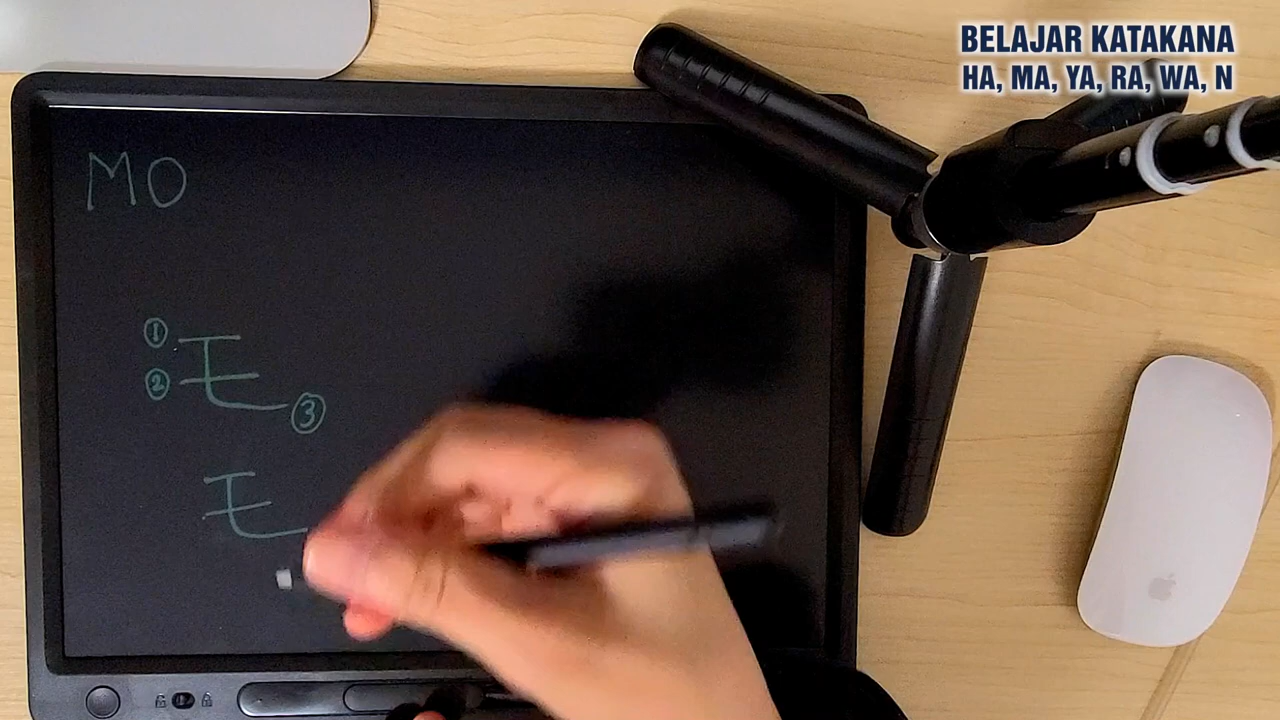 BELAJAR KATAKANA
HA, MA, YA, RA, WA, N
MO
①
モ
②
③
モ